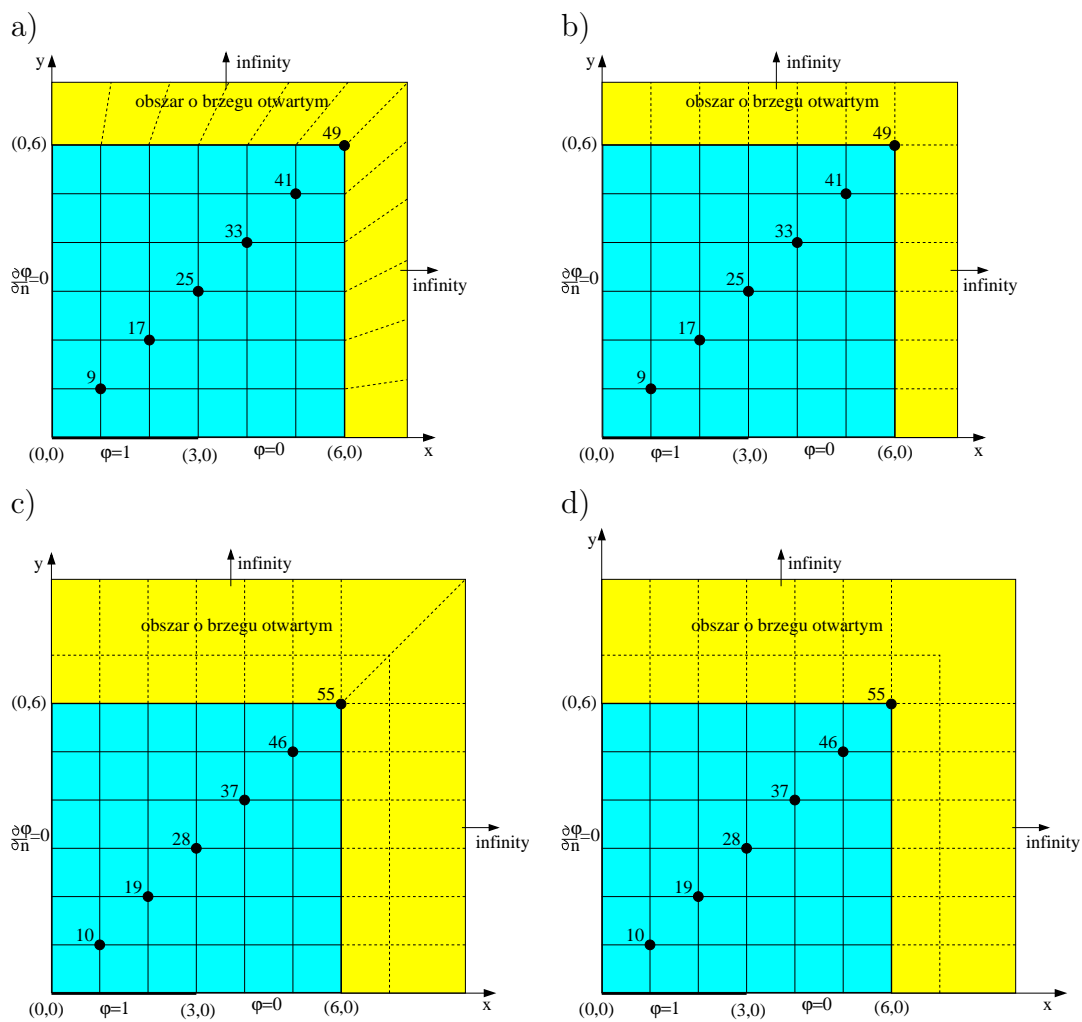 a)
y
infinity
obszar o brzegu otwartym
49
(0,6)
41
33
∂φ/∂n=0
25
infinity
17
9
(0,0)
φ=1
(3,0)
φ=0
(6,0)
x
b)
y
infinity
obszar o brzegu otwartym
49
(0,6)
41
33
∂φ/∂n=0
25
infinity
17
9
(0,0)
φ=1
(3,0)
φ=0
(6,0)
x
c)
y
infinity
obszar o brzegu otwartym
55
(0,6)
46
37
∂φ/∂n=0
28
infinity
19
10
(0,0)
φ=1
(3,0)
φ=0
(6,0)
x
d)
y
infinity
obszar o brzegu otwartym
55
(0,6)
46
37
∂φ/∂n=0
28
infinity
19
10
(0,0)
φ=1
(3,0)
φ=0
(6,0)
x